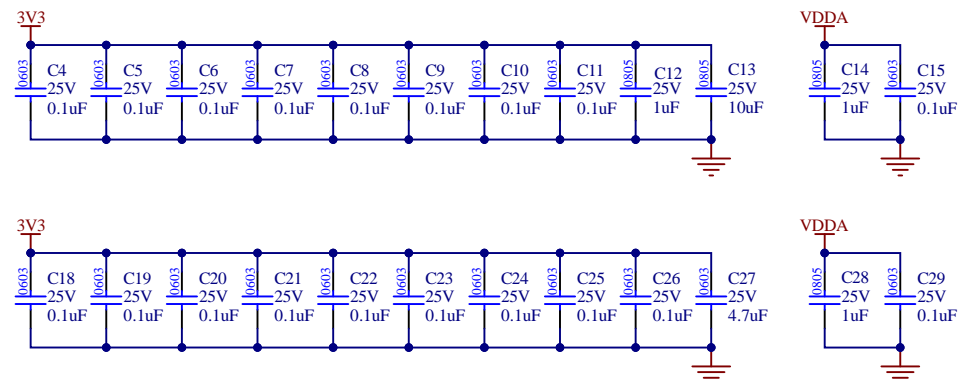 3V3
VDDA
0603 C4 25V 0.1uF
0603 C5 25V 0.1uF
0603 C6 25V 0.1uF
0603 C7 25V 0.1uF
0603 C8 25V 0.1uF
0603 C9 25V 0.1uF
0603 C10 25V 0.1uF
0603 C11 25V 0.1uF
0805 C12 25V 1uF
0805 C13 25V 10uF
0805 C14 25V 1uF
0603 C15 25V 0.1uF
3V3
VDDA
0603 C18 25V 0.1uF
0603 C19 25V 0.1uF
0603 C20 25V 0.1uF
0603 C21 25V 0.1uF
0603 C22 25V 0.1uF
0603 C23 25V 0.1uF
0603 C24 25V 0.1uF
0603 C25 25V 0.1uF
0603 C26 25V 0.1uF
0603 C27 25V 4.7uF
0805 C28 25V 1uF
0603 C29 25V 0.1uF